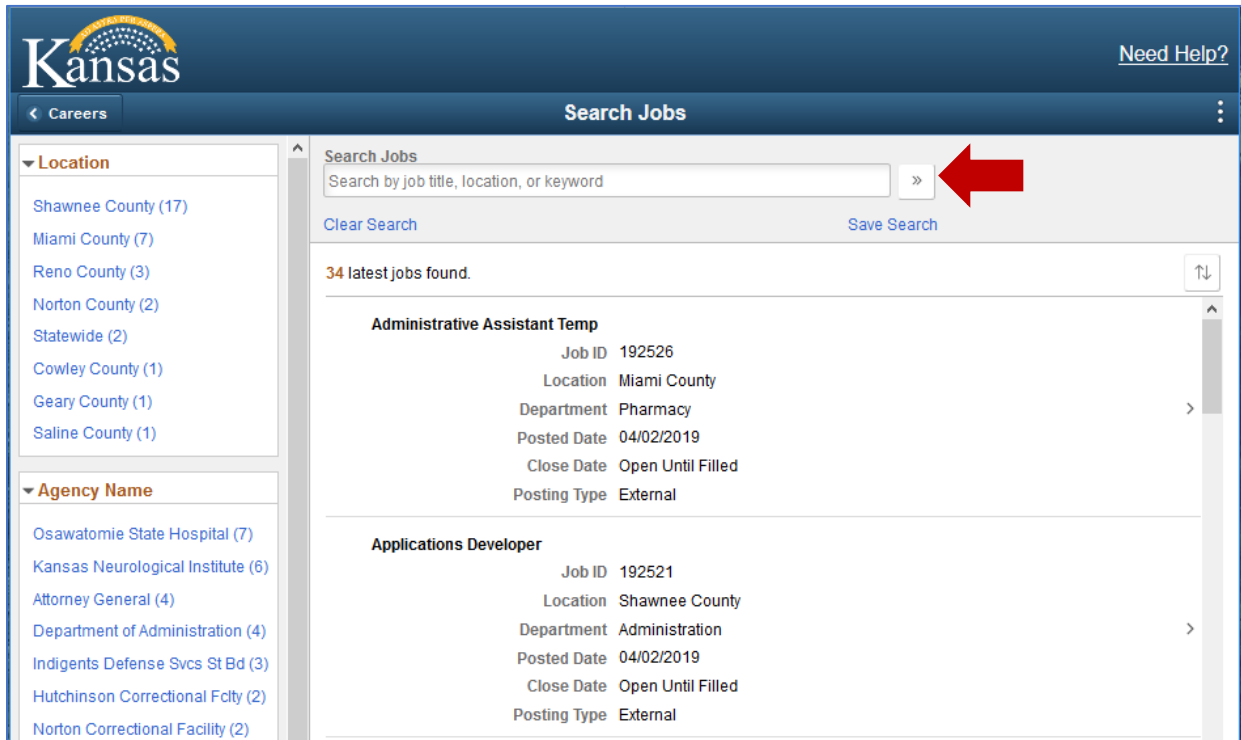 AD ASTRA PER ASPERA
Kansas
Need Help?
Careers
Search Jobs
Location
Shawnee County (17)
Miami County (7)
Reno County (3)
Norton County (2)
Statewide (2)
Cowley County (1)
Geary County (1)
Saline County (1)
Agency Name
Osawatomie State Hospital (7)
Kansas Neurological Institute (6)
Attorney General (4)
Department of Administration (4)
Indigents Defense Svcs St Bd (3)
Hutchinson Correctional Fclty (2)
Norton Correctional Facility (2)
Search Jobs
Search by job title, location, or keyword
»
Clear Search Save Search
34 latest jobs found.
Administrative Assistant Temp
Job ID 192526
Location Miami County
Department Pharmacy
Posted Date 04/02/2019
Close Date Open Until Filled
Posting Type External
Applications Developer
Job ID 192521
Location Shawnee County
Department Administration
Posted Date 04/02/2019
Close Date Open Until Filled
Posting Type External